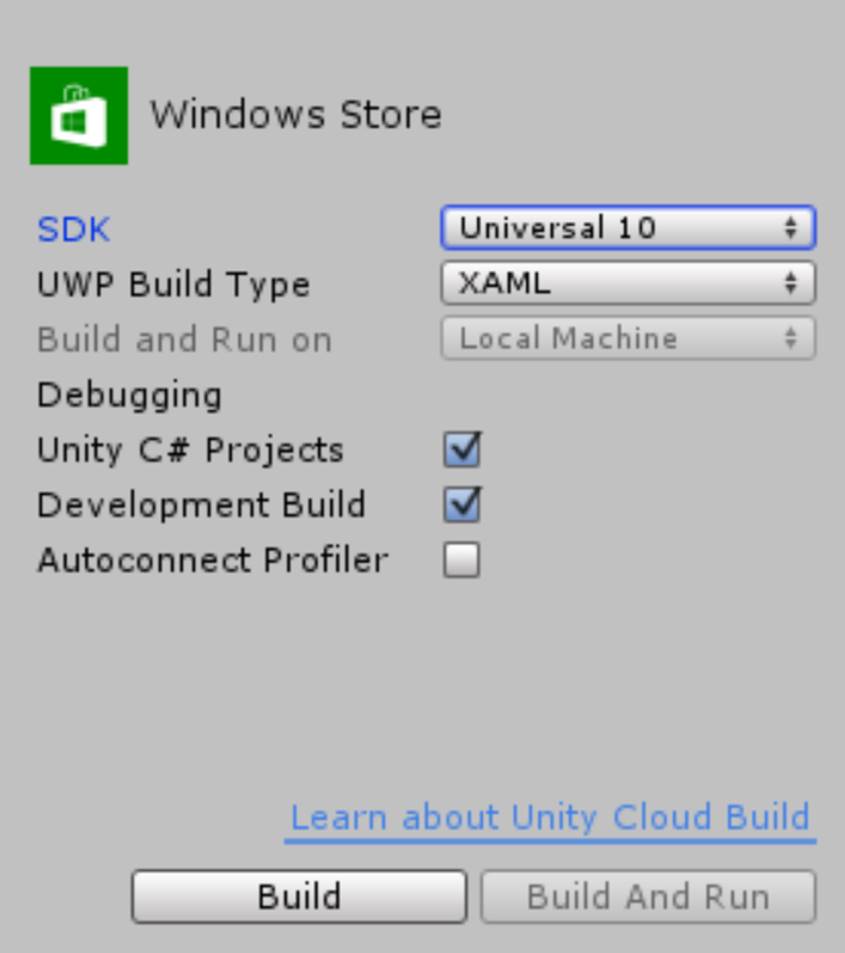 Windows Store
SDK Universal 10
UWP Build Type XAML
Build and Run on Local Machine
Debugging
Unity C# Projects
Development Build
Autoconnect Profiler
Learn about Unity Cloud Build
Build Build And Run